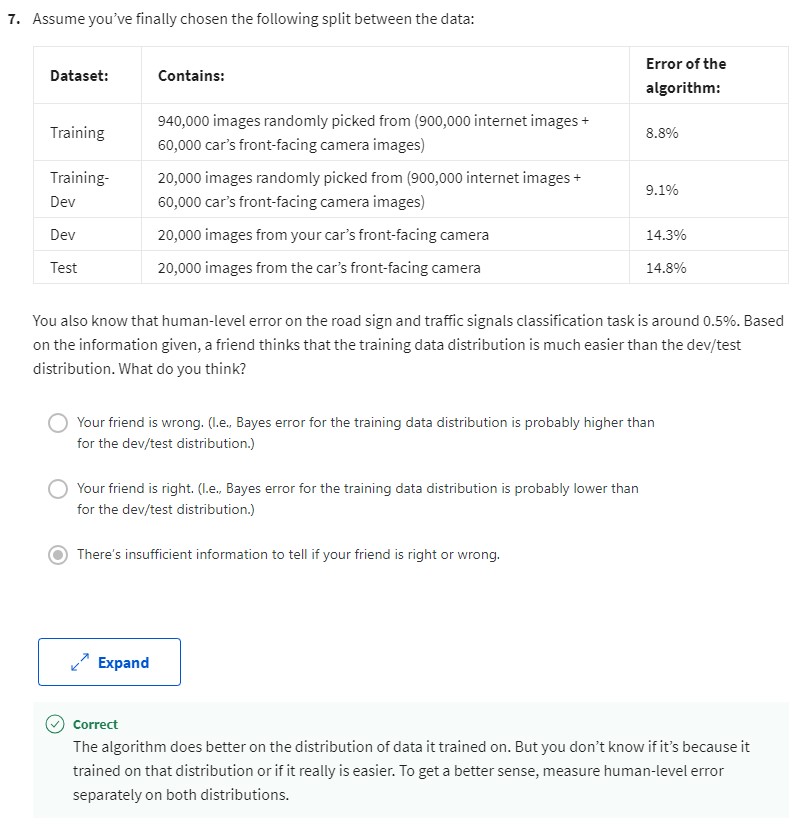 7. Assume you’ve finally chosen the following split between the data:
Dataset: Contains: Error of the
algorithm:
Training 940,000 images randomly picked from (900,000 internet images +
60,000 car’s front-facing camera images) 8.8%
Training-
Dev 20,000 images randomly picked from (900,000 internet images +
60,000 car’s front-facing camera images) 9.1%
Dev 20,000 images from your car’s front-facing camera 14.3%
Test 20,000 images from the car’s front-facing camera 14.8%
You also know that human-level error on the road sign and traffic signals classification task is around 0.5%. Based
on the information given, a friend thinks that the training data distribution is much easier than the dev/test
distribution. What do you think?
Your friend is wrong. (I.e., Bayes error for the training data distribution is probably higher than
for the dev/test distribution.)
Your friend is right. (I.e., Bayes error for the training data distribution is probably lower than
for the dev/test distribution.)
There’s insufficient information to tell if your friend is right or wrong.
Expand
Correct
The algorithm does better on the distribution of data it trained on. But you don’t know if it’s because it
trained on that distribution or if it really is easier. To get a better sense, measure human-level error
separately on both distributions.